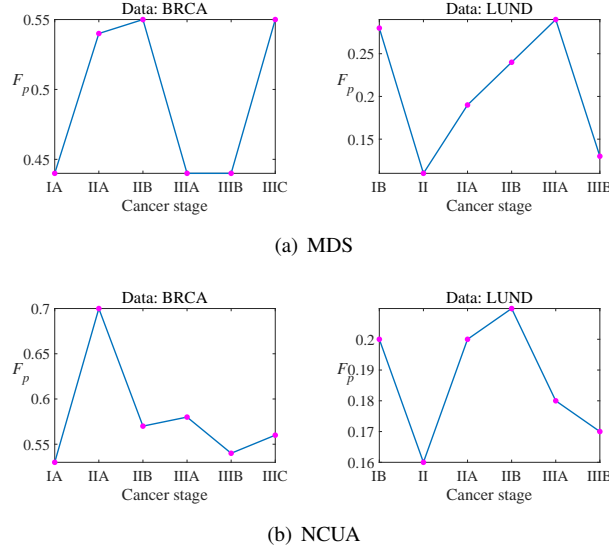 Data: BRCA
0.55
F_p
0.5
0.45
IA IIA IIB IIIA IIIB IIIC
Cancer stage
Data: LUND
0.25
F_p
0.2
0.15
IB II IIA IIB IIIA IIIB
Cancer stage
(a) MDS
Data: BRCA
0.7
0.65
F_p
0.6
0.55
IA IIA IIB IIIA IIIB IIIC
Cancer stage
Data: LUND
0.2
F_p
0.19
0.18
0.17
0.16
IB II IIA IIB IIIA IIIB
Cancer stage
(b) NCUA